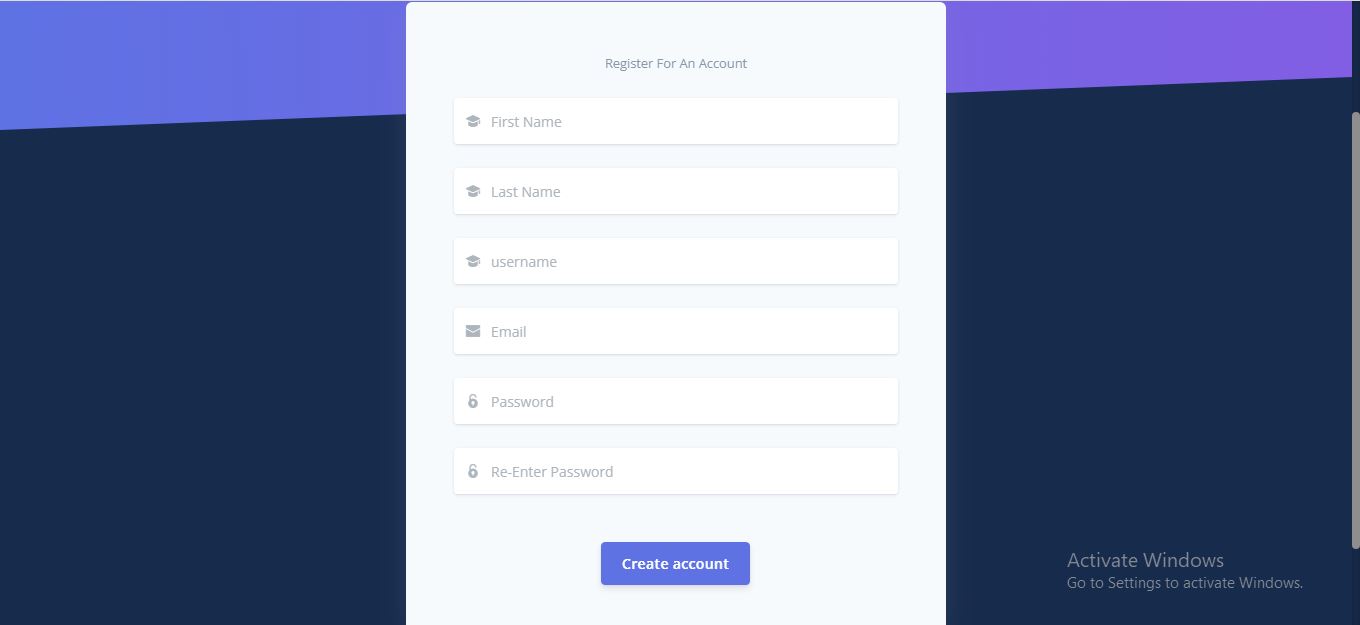 Register For An Account
First Name
Last Name
username
Email
Password
Re-Enter Password
Create account
Activate Windows
Go to Settings to activate Windows.